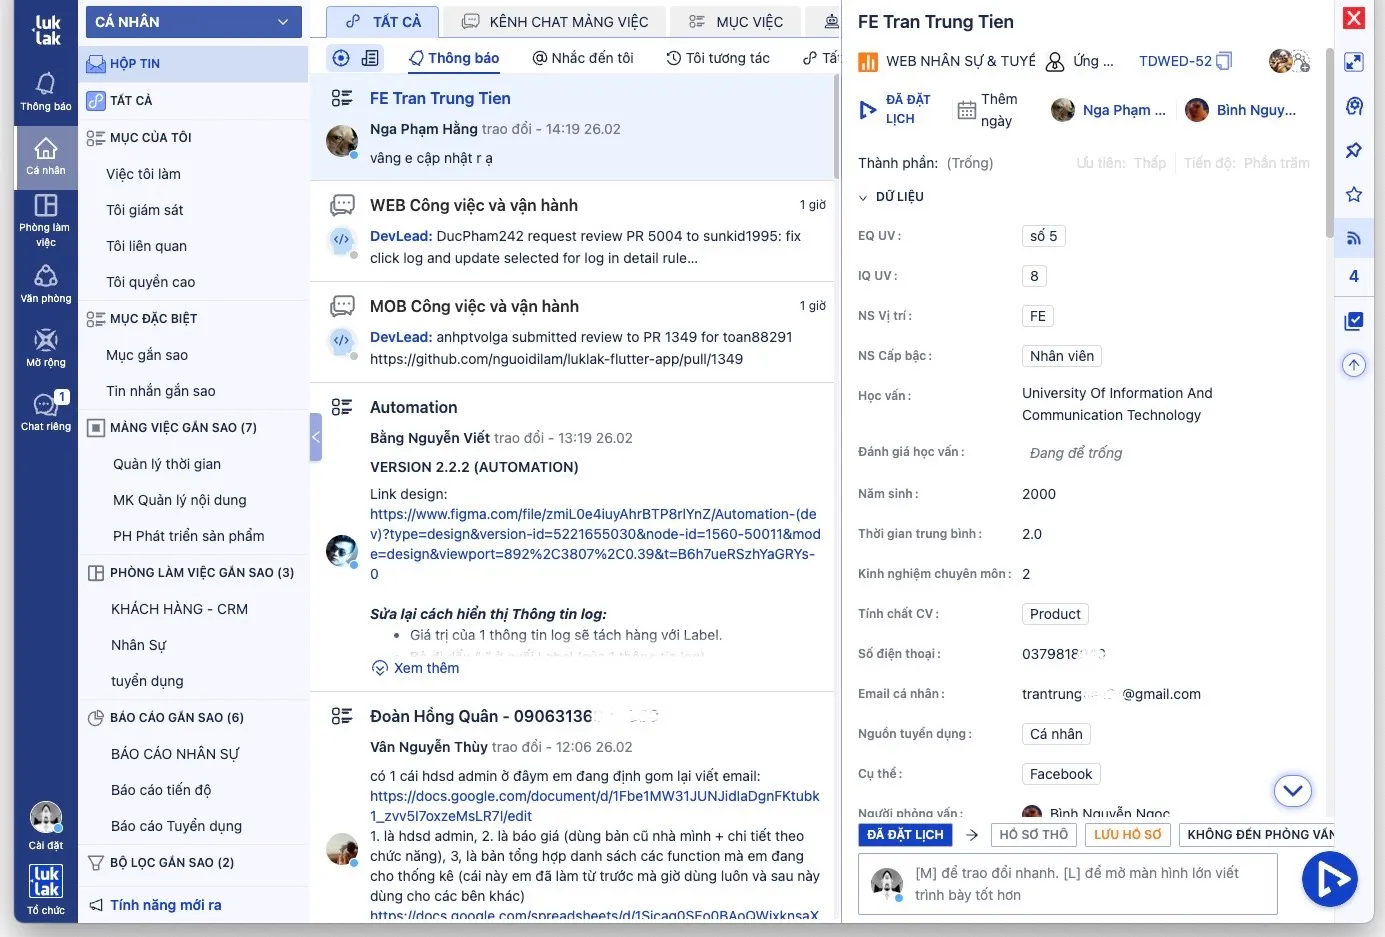 luk
lak
Thông báo
Cá nhân
Phòng làm
việc
Văn phòng
Mở rộng
1
Chat riêng
Cài đặt
luk
lak
Tổ chức
CÁ NHÂN
HỘP TIN
TẤT CẢ
MỤC CỦA TÔI
Việc tôi làm
Tôi giám sát
Tôi liên quan
Tôi quyền cao
MỤC ĐẶC BIỆT
Mục gắn sao
Tin nhắn gắn sao
MẢNG VIỆC GẮN SAO (7)
Quản lý thời gian
MK Quản lý nội dung
PH Phát triển sản phẩm
PHÒNG LÀM VIỆC GẮN SAO (3)
KHÁCH HÀNG - CRM
Nhân Sự
tuyển dụng
BÁO CÁO GẮN SAO (6)
BÁO CÁO NHÂN SỰ
Báo cáo tiến độ
Báo cáo Tuyển dụng
BỘ LỌC GẮN SAO (2)
Tính năng mới ra
TẤT CẢ KÊNH CHAT MẢNG VIỆC MỤC VIỆC
Thông báo @ Nhắc đến tôi Tôi tương tác Tất
FE Tran Trung Tien
Nga Phạm Hằng trao đổi - 14:19 26.02
vâng e cập nhật r ạ
WEB Công việc và vận hành 1 giờ
DevLead: DucPham242 request review PR 5004 to sunkid1995: fix
click log and update selected for log in detail rule...
MOB Công việc và vận hành 1 giờ
DevLead: anhptvolga submitted review to PR 1349 for toan88291
https://github.com/nguoidilam/luklak-flutter-app/pull/1349
Automation
Bằng Nguyễn Viết trao đổi - 13:19 26.02
VERSION 2.2.2 (AUTOMATION)
Link design:
https://www.figma.com/file/zmiL0e4iuyAhrBTP8rIYnZ/Automation-(de
v)?type=design&version-id=5221655030&node-id=1560-50011&mod
e=design&viewport=892%2C3807%2C0.39&t=B6h7ueRSzhYaGRYs-
0
Sửa lại cách hiển thị Thông tin log:
• Giá trị của 1 thông tin log sẽ tách hàng với Label.
Xem thêm
Đoàn Hồng Quân - 09063136
Vân Nguyễn Thùy trao đổi - 12:06 26.02
có 1 cái hdsd admin ở đâym em đang định gom lại viết email:
https://docs.google.com/document/d/1Fbe1MW31JUNJidlaDgnFKtubk
1_zvv5I7oxzeMsLR7I/edit
1. là hdsd admin, 2. là báo giá (dùng bản cũ nhà mình + chi tiết theo
chức năng), 3, là bản tổng hợp danh sách các function mà em đang
cho thống kê (cái này em đã làm từ trước mà giờ dùng luôn và sau này
dùng cho các bên khác)
https://docs.google.com/spreadsheets/d/1Sicag0SEo0BAoQWixknsaX
FE Tran Trung Tien
WEB NHÂN SỰ & TUYỂ Ứng ... TDWED-52
ĐÃ ĐẶT
LỊCH
Thêm
ngày
Nga Phạm ... Bình Nguy...
Thành phần: (Trống) Ưu tiên: Thấp Tiến độ: Phần trăm
DỮ LIỆU
EQ UV : số 5
IQ UV : 8
NS Vị trí : FE
NS Cấp bậc : Nhân viên
Học vấn : University Of Information And
Communication Technology
Đánh giá học vấn : Đang để trống
Năm sinh : 2000
Thời gian trung bình : 2.0
Kinh nghiệm chuyên môn : 2
Tính chất CV : Product
Số điện thoại : 0379818
Email cá nhân : trantrung @gmail.com
Nguồn tuyển dụng : Cá nhân
Cụ thể : Facebook
Người phỏng vấn : Bình Nguyễn Ngọc
ĐÃ ĐẶT LỊCH HỒ SƠ THÔ LƯU HỒ SƠ KHÔNG ĐẾN PHỎNG VẤN
[M] để trao đổi nhanh. [L] để mở màn hình lớn viết
trình bày tốt hơn
4